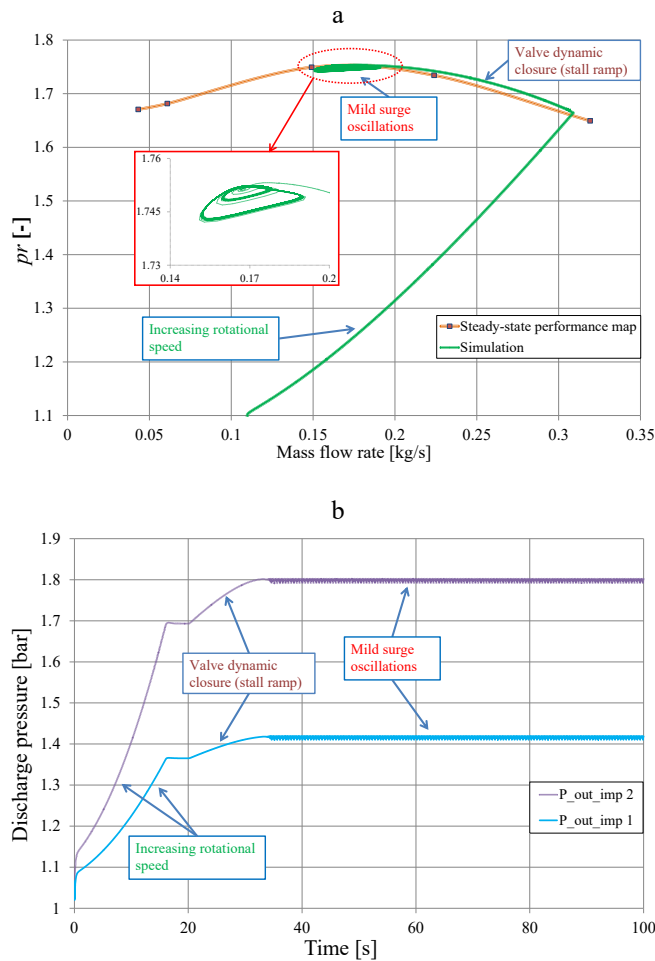 a
1.8
1.7
1.6
1.5
1.4
1.3
1.2
1.1
pr [-]
Valve dynamic
closure (stall ramp)
Mild surge
oscillations
1.76
1.745
1.73
0.14
0.17
0.2
Increasing rotational
speed
Steady-state performance map
Simulation
0
0.05
0.1
0.15
0.2
0.25
0.3
0.35
Mass flow rate [kg/s]
b
1.9
1.8
1.7
1.6
1.5
1.4
1.3
1.2
1.1
1
Discharge pressure [bar]
Valve dynamic
closure (stall ramp)
Mild surge
oscillations
Increasing rotational
speed
P_out_imp 2
P_out_imp 1
0
20
40
60
80
100
Time [s]